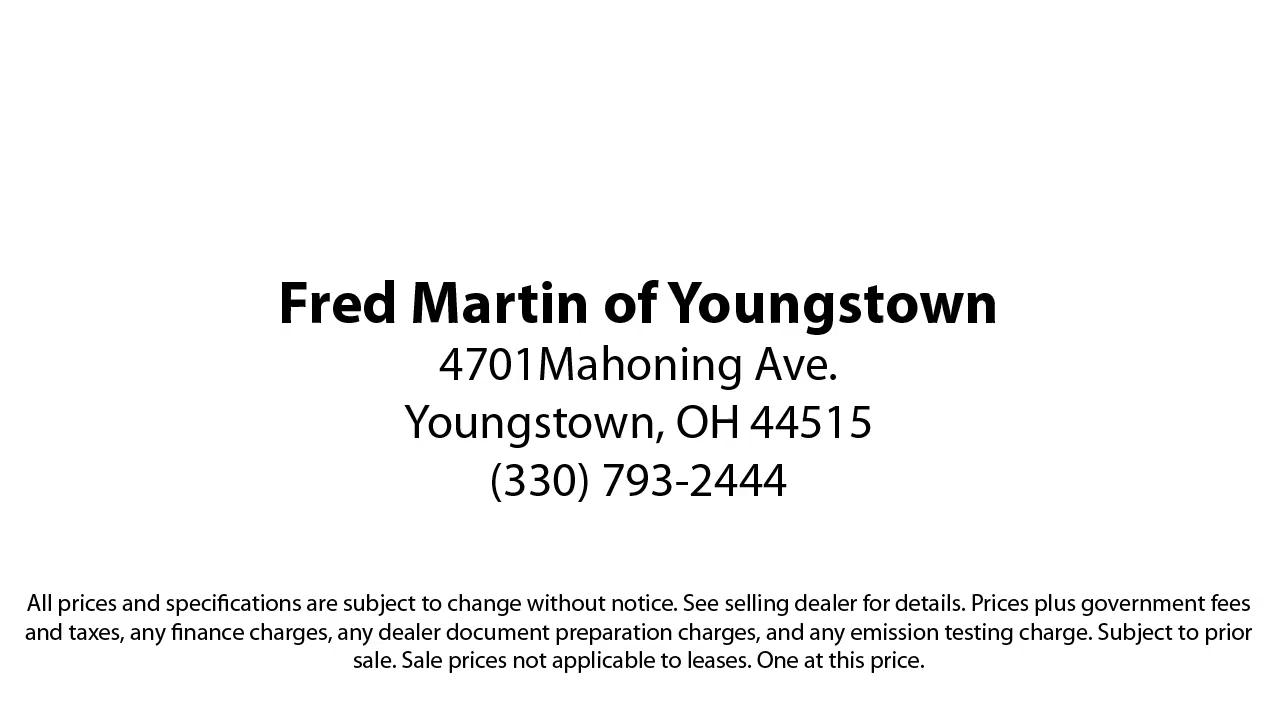 Fred Martin of Youngstown
4701Mahoning Ave.
Youngstown, OH 44515
(330) 793-2444
All prices and specifications are subject to change without notice. See selling dealer for details. Prices plus government fees
and taxes, any finance charges, any dealer document preparation charges, and any emission testing charge. Subject to prior
sale. Sale prices not applicable to leases. One at this price.